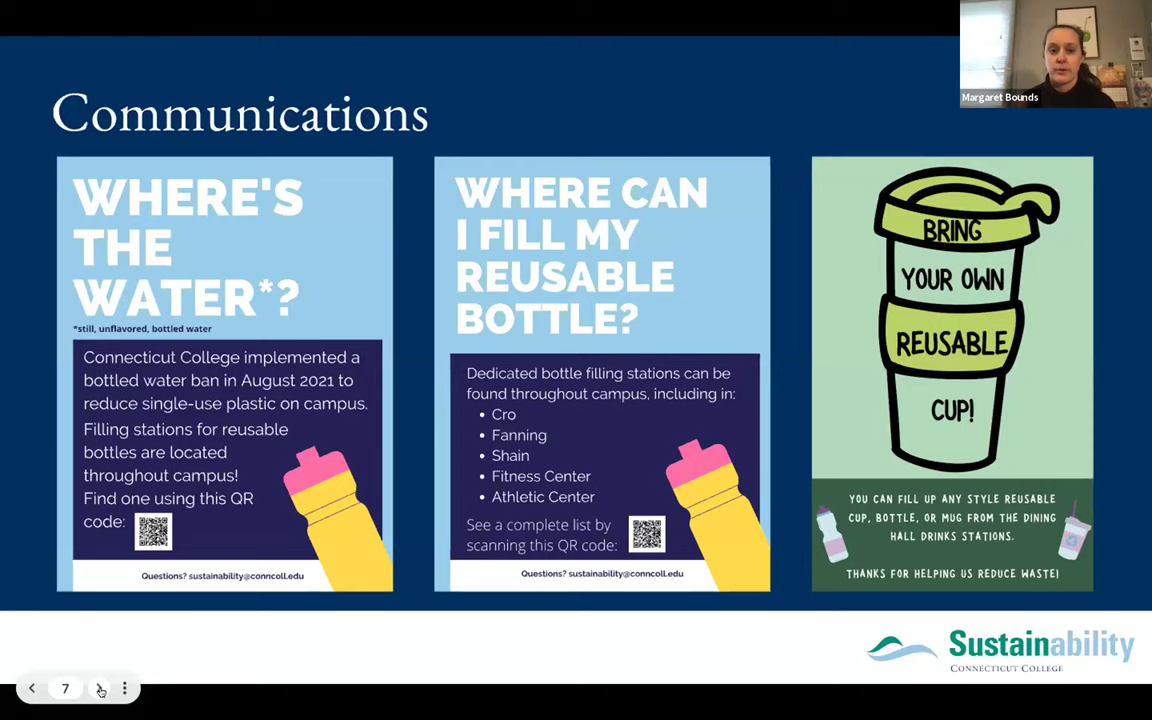 Margaret Bounds
Communications
WHERE'S
THE
WATER*?
*still, unflavored, bottled water
Connecticut College implemented a
bottled water ban in August 2021 to
reduce single-use plastic on campus.
Filling stations for reusable
bottles are located
throughout campus!
Find one using this QR
code:
Questions? sustainability@conncoll.edu
WHERE CAN
I FILL MY
REUSABLE
BOTTLE?
Dedicated bottle filling stations can be
found throughout campus, including in:
• Cro
• Fanning
• Shain
• Fitness Center
• Athletic Center
See a complete list by
scanning this QR code:
Questions? sustainability@conncoll.edu
BRING
YOUR OWN
REUSABLE
CUP!
YOU CAN FILL UP ANY STYLE REUSABLE
CUP, BOTTLE, OR MUG FROM THE DINING
HALL DRINKS STATIONS.
THANKS FOR HELPING US REDUCE WASTE!
Sustainability
CONNECTICUT COLLEGE
7